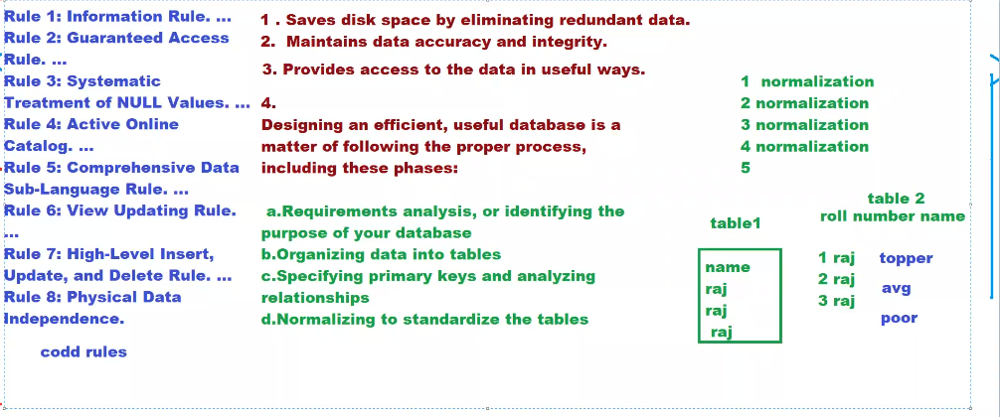 Rule 1: Information Rule. ...
Rule 2: Guaranteed Access
Rule. ...
Rule 3: Systematic
Treatment of NULL Values. ...
Rule 4: Active Online
Catalog. ...
Rule 5: Comprehensive Data
Sub-Language Rule. ...
Rule 6: View Updating Rule.
...
Rule 7: High-Level Insert,
Update, and Delete Rule. ...
Rule 8: Physical Data
Independence.
codd rules
1 . Saves disk space by eliminating redundant data.
2. Maintains data accuracy and integrity.
3. Provides access to the data in useful ways.
4.
Designing an efficient, useful database is a
matter of following the proper process,
including these phases:
a.Requirements analysis, or identifying the
purpose of your database
b.Organizing data into tables
c.Specifying primary keys and analyzing
relationships
d.Normalizing to standardize the tables
1 normalization
2 normalization
3 normalization
4 normalization
5
table1
name
raj
raj
raj
table 2
roll number name
1 raj topper
2 raj avg
3 raj poor